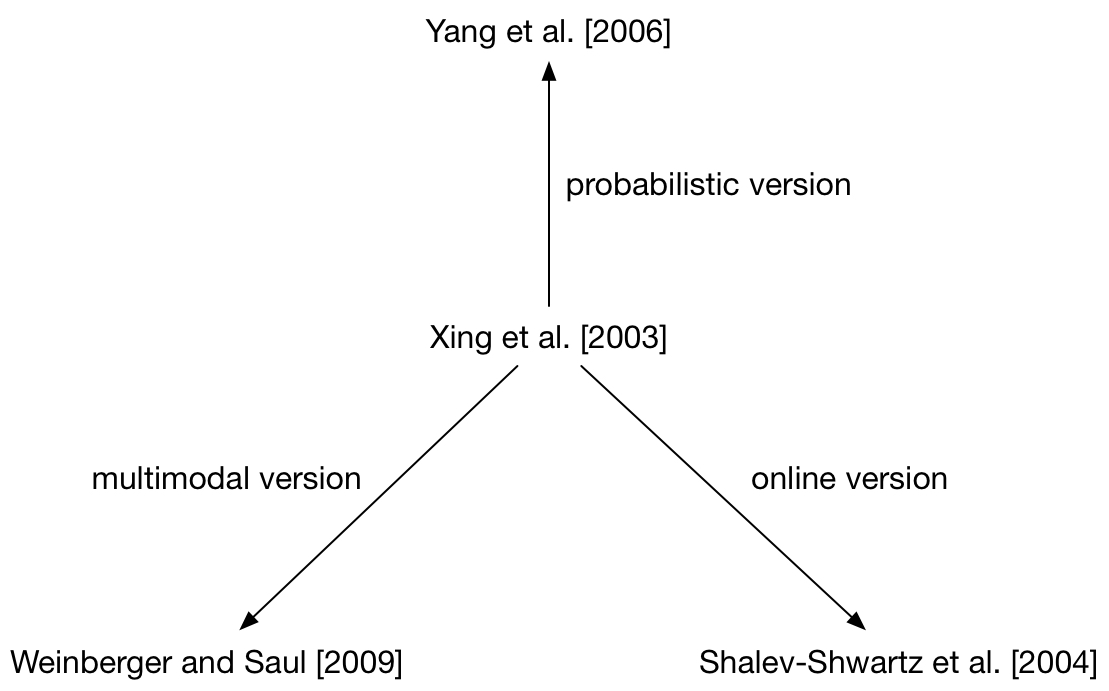 Yang et al. [2006]
probabilistic version
Xing et al. [2003]
multimodal version
online version
Weinberger and Saul [2009]
Shalev-Shwartz et al. [2004]